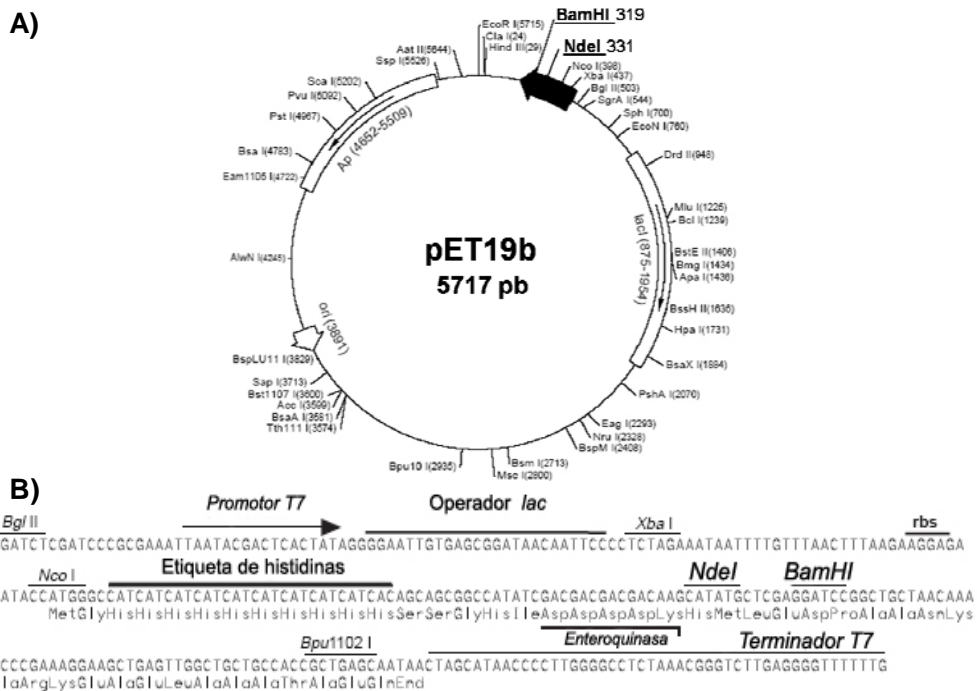 A)
BamHI 319
EcoR I(5715)
Cla I(24)
Hind III(29)
NdeI 331
Aat II(5644)
Ssp I(5526)
Nco I(398)
Xba I(437)
Bgl II(503)
SgrA I(544)
Sph I(700)
EcoN I(760)
Sca I(5202)
Pvu I(5092)
Pst I(4967)
Bsa I(4783)
Eam1105 I(4722)
Ap (4652-5509)
Drd II(948)
Mlu I(1225)
Bcl I(1239)
BstE II(1406)
Bmg I(1434)
Apa I(1436)
lacI (875-1954)
BssH II(1636)
Hpa I(1731)
BsaX I(1884)
AlwN I(4245)
pET19b
5717 pb
ori (3891)
BspLU11 I(3829)
Sap I(3713)
Bst1107 I(3600)
Acc I(3599)
BsaA I(3581)
Tth111 I(3574)
PshA I(2070)
Eag I(2293)
Nru I(2328)
BspM I(2408)
Bsm I(2713)
Msc I(2800)
Bpu10 I(2935)
B)
Bgl II Promotor T7 Operador lac Xba I rbs
GATCTCGATCCCGCGAAATTAATACGACTCACTATAGGGGAATTGTGAGCGGATAACAATTCCCCTCTAGAAATAATTTTGTTTAACTTTAAGAAGGAGA
Nco I Etiqueta de histidinas NdeI BamHI
ATACCATGGGCCATCATCATCATCATCATCATCATCATCACAGCAGCGGCCATATCGACGACGACGACAAGCATATGCTCGAGGATCCGGCTGCTAACAAA
MetGlyHisHisHisHisHisHisHisHisHisHisSerSerGlyHisIleAspAspAspAspLysHisMetLeuGluAspProAlaAlaAsnLys
Bpu1102 I Enteroquinasa Terminador T7
CCCGAAAGGAAGCTGAGTTGGCTGCTGCCACCGCTGAGCAATAACTAGCATAACCCCTTGGGGCCTCTAAACGGGTCTTGAGGGGTTTTTTG
laArgLysGluAlaGluLeuAlaAlaAlaThrAlaGluGlnEnd